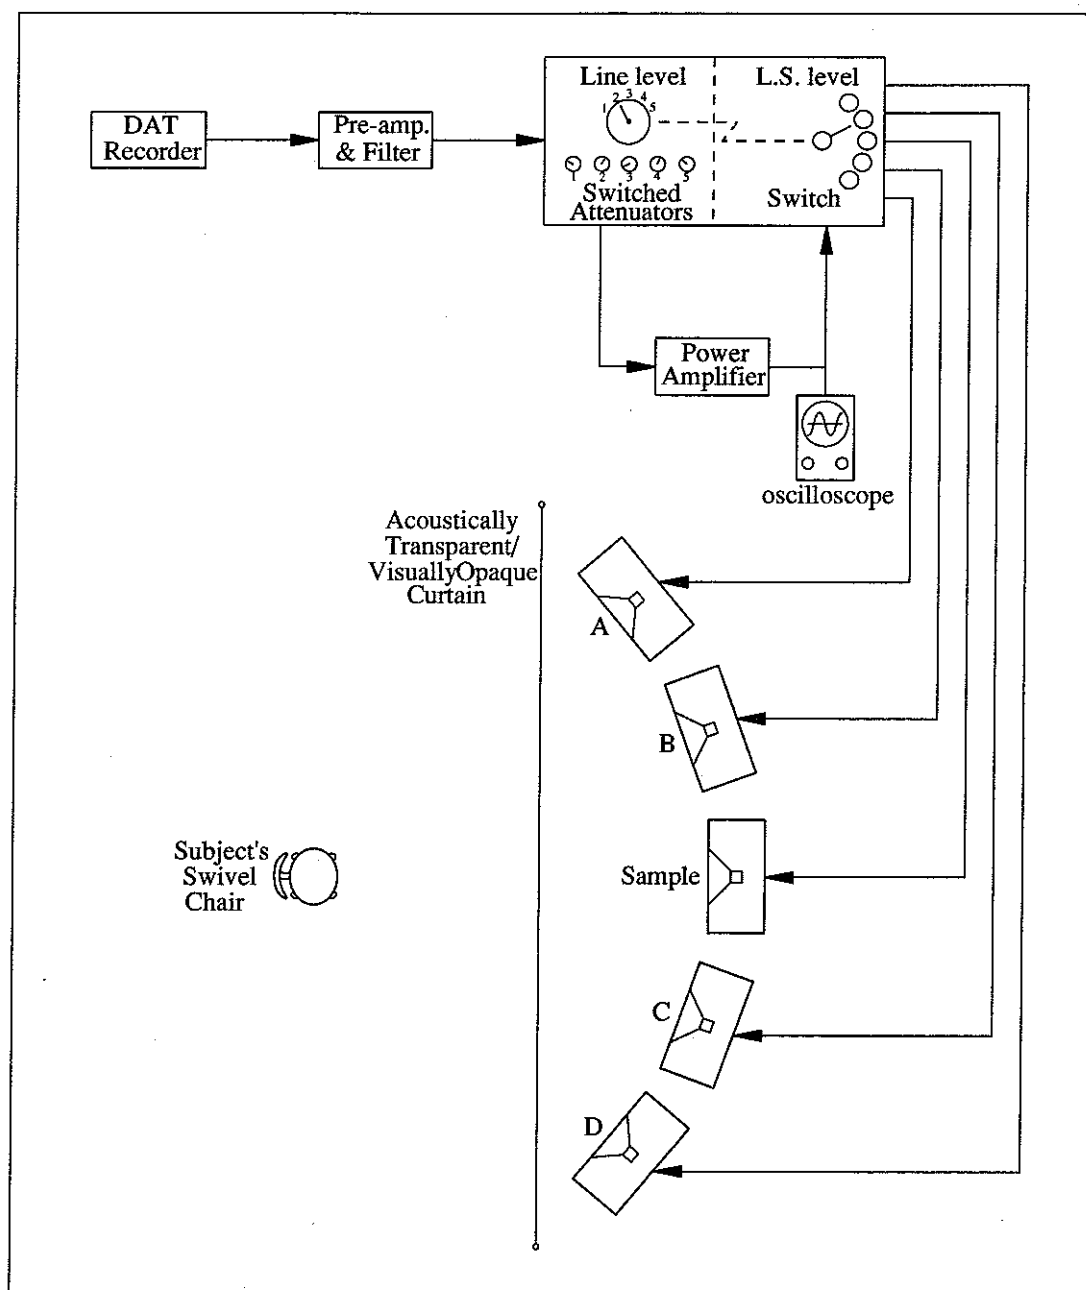 DAT
Recorder
Pre-amp.
& Filter
Line level
1 2 3 4 5
1 2 3 4 5
Switched
Attenuators
L.S. level
Switch
Power
Amplifier
oscilloscope
Acoustically
Transparent/
VisuallyOpaque
Curtain
A
B
Subject's
Swivel
Chair
Sample
C
D